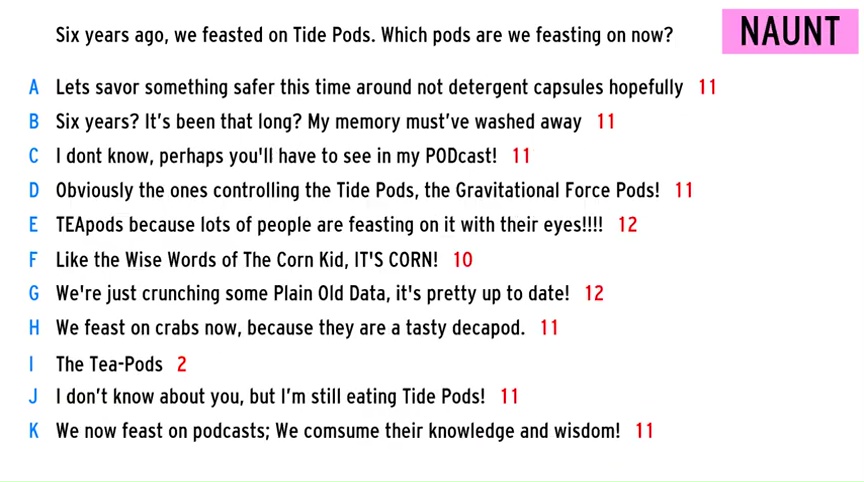 Six years ago, we feasted on Tide Pods. Which pods are we feasting on now?
NAUNT
A Lets savor something safer this time around not detergent capsules hopefully 11
B Six years? It's been that long? My memory must've washed away 11
C I dont know, perhaps you'll have to see in my PODcast! 11
D Obviously the ones controlling the Tide Pods, the Gravitational Force Pods! 11
E TEApods because lots of people are feasting on it with their eyes!!!! 12
F Like the Wise Words of The Corn Kid, IT'S CORN! 10
G We're just crunching some Plain Old Data, it's pretty up to date! 12
H We feast on crabs now, because they are a tasty decapod. 11
I The Tea-Pods 2
J I don't know about you, but I'm still eating Tide Pods! 11
K We now feast on podcasts; We comsume their knowledge and wisdom! 11